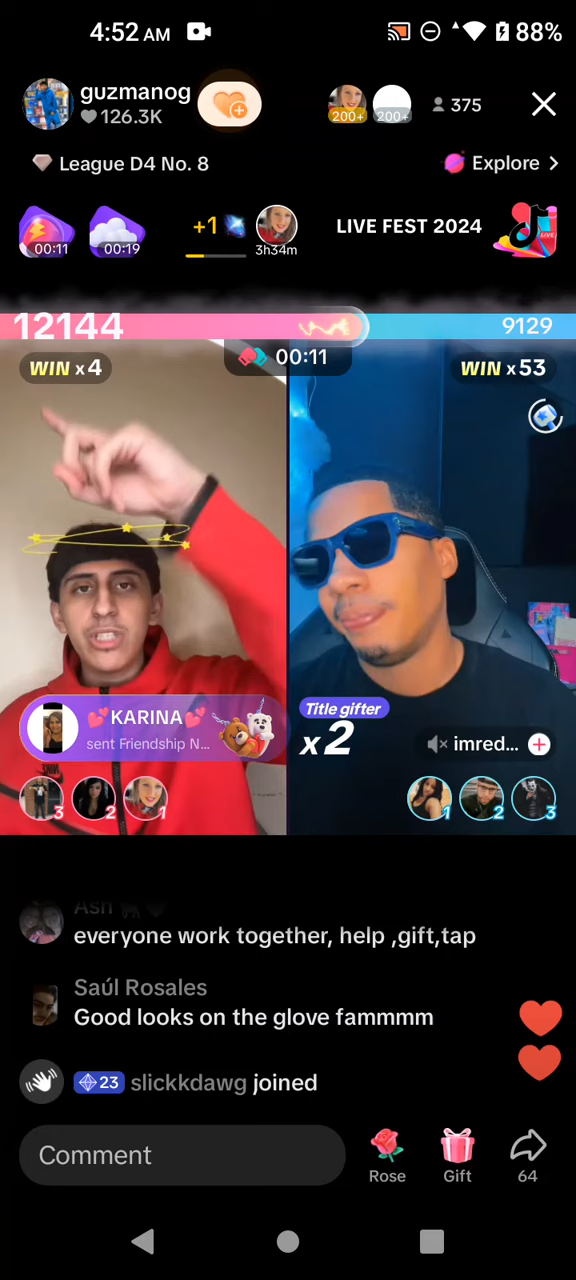 4:52 AM
88%
guzmanog
126.3K
200+
200+
375
League D4 No. 8
Explore >
00:11
00:19
+1
3h34m
LIVE FEST 2024
LIVE
12144
9129
WIN x4
00:11
WIN x53
💕KARINA💕
sent Friendship N...
Title gifter
x2
imred...
3
2
1
1
2
3
Ash
everyone work together, help ,gift,tap
Saúl Rosales
Good looks on the glove fammmm
23 slickkdawg joined
Comment
Rose
Gift
64